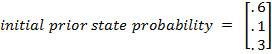 initial prior state probability = [.6
.1
.3]